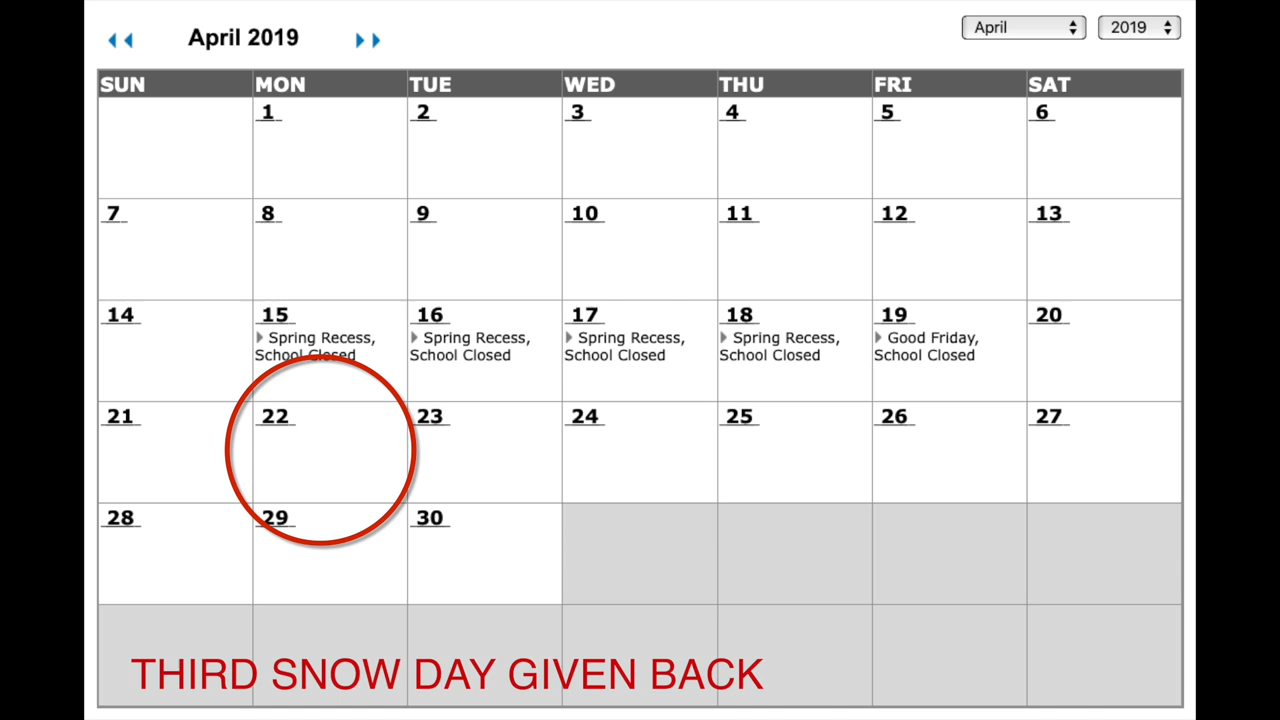 April 2019
April
2019
SUN MON TUE WED THU FRI SAT
1 2 3 4 5 6
7 8 9 10 11 12 13
14 15 16 17 18 19 20
Spring Recess, Spring Recess, Spring Recess, Spring Recess, Good Friday,
School Closed School Closed School Closed School Closed School Closed
21 22 23 24 25 26 27
28 29 30
THIRD SNOW DAY GIVEN BACK